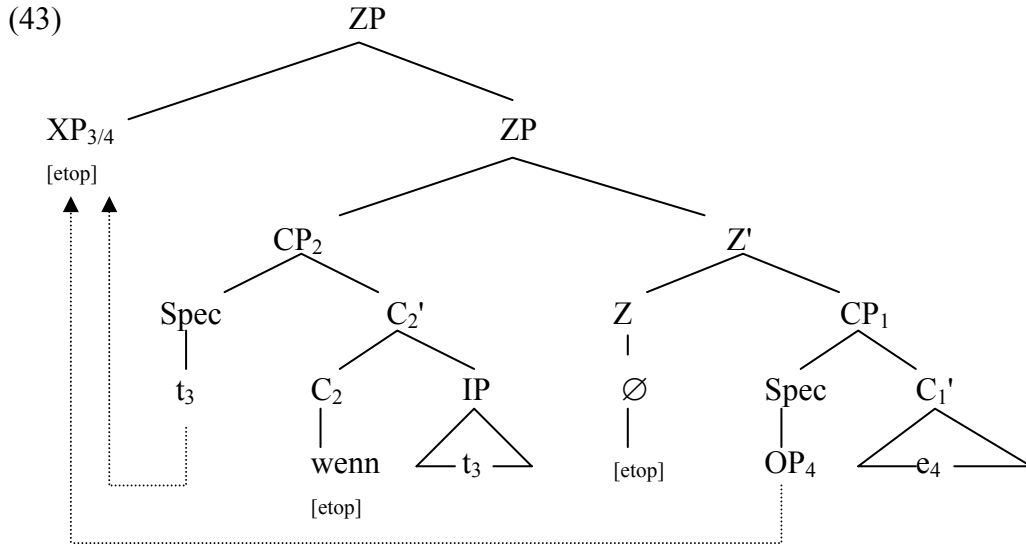 (43) ZP
XP₃/₄ ZP
[etop]
CP₂ Z'
Spec C₂' Z CP₁
t₃ C₂ IP ∅ Spec C₁'
wenn t₃ [etop] OP₄ e₄
[etop]